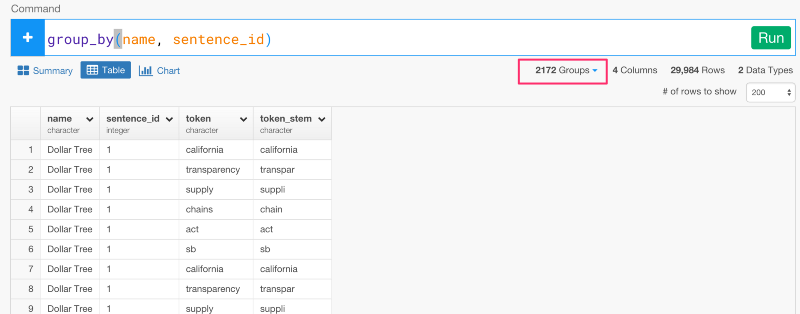 Command
+ group_by(name, sentence_id) Run
Summary Table Chart 2172 Groups 4 Columns 29,984 Rows 2 Data Types
# of rows to show 200
name sentence_id token token_stem
character integer character character
1 Dollar Tree 1 california california
2 Dollar Tree 1 transparency transpar
3 Dollar Tree 1 supply suppli
4 Dollar Tree 1 chains chain
5 Dollar Tree 1 act act
6 Dollar Tree 1 sb sb
7 Dollar Tree 1 california california
8 Dollar Tree 1 transparency transpar
9 Dollar Tree 1 supply suppli